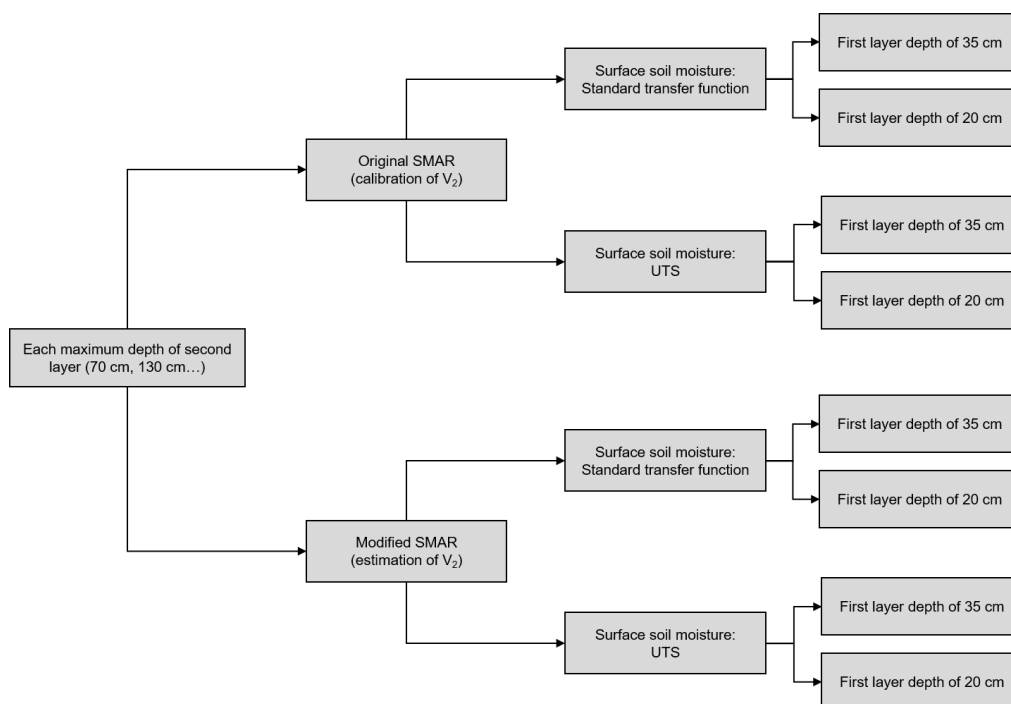 First layer depth of 35 cm
Surface soil moisture:
Standard transfer function
First layer depth of 20 cm
Original SMAR
(calibration of V₂)
First layer depth of 35 cm
Surface soil moisture:
UTS
First layer depth of 20 cm
Each maximum depth of second
layer (70 cm, 130 cm…)
First layer depth of 35 cm
Surface soil moisture:
Standard transfer function
First layer depth of 20 cm
Modified SMAR
(estimation of V₂)
First layer depth of 35 cm
Surface soil moisture:
UTS
First layer depth of 20 cm